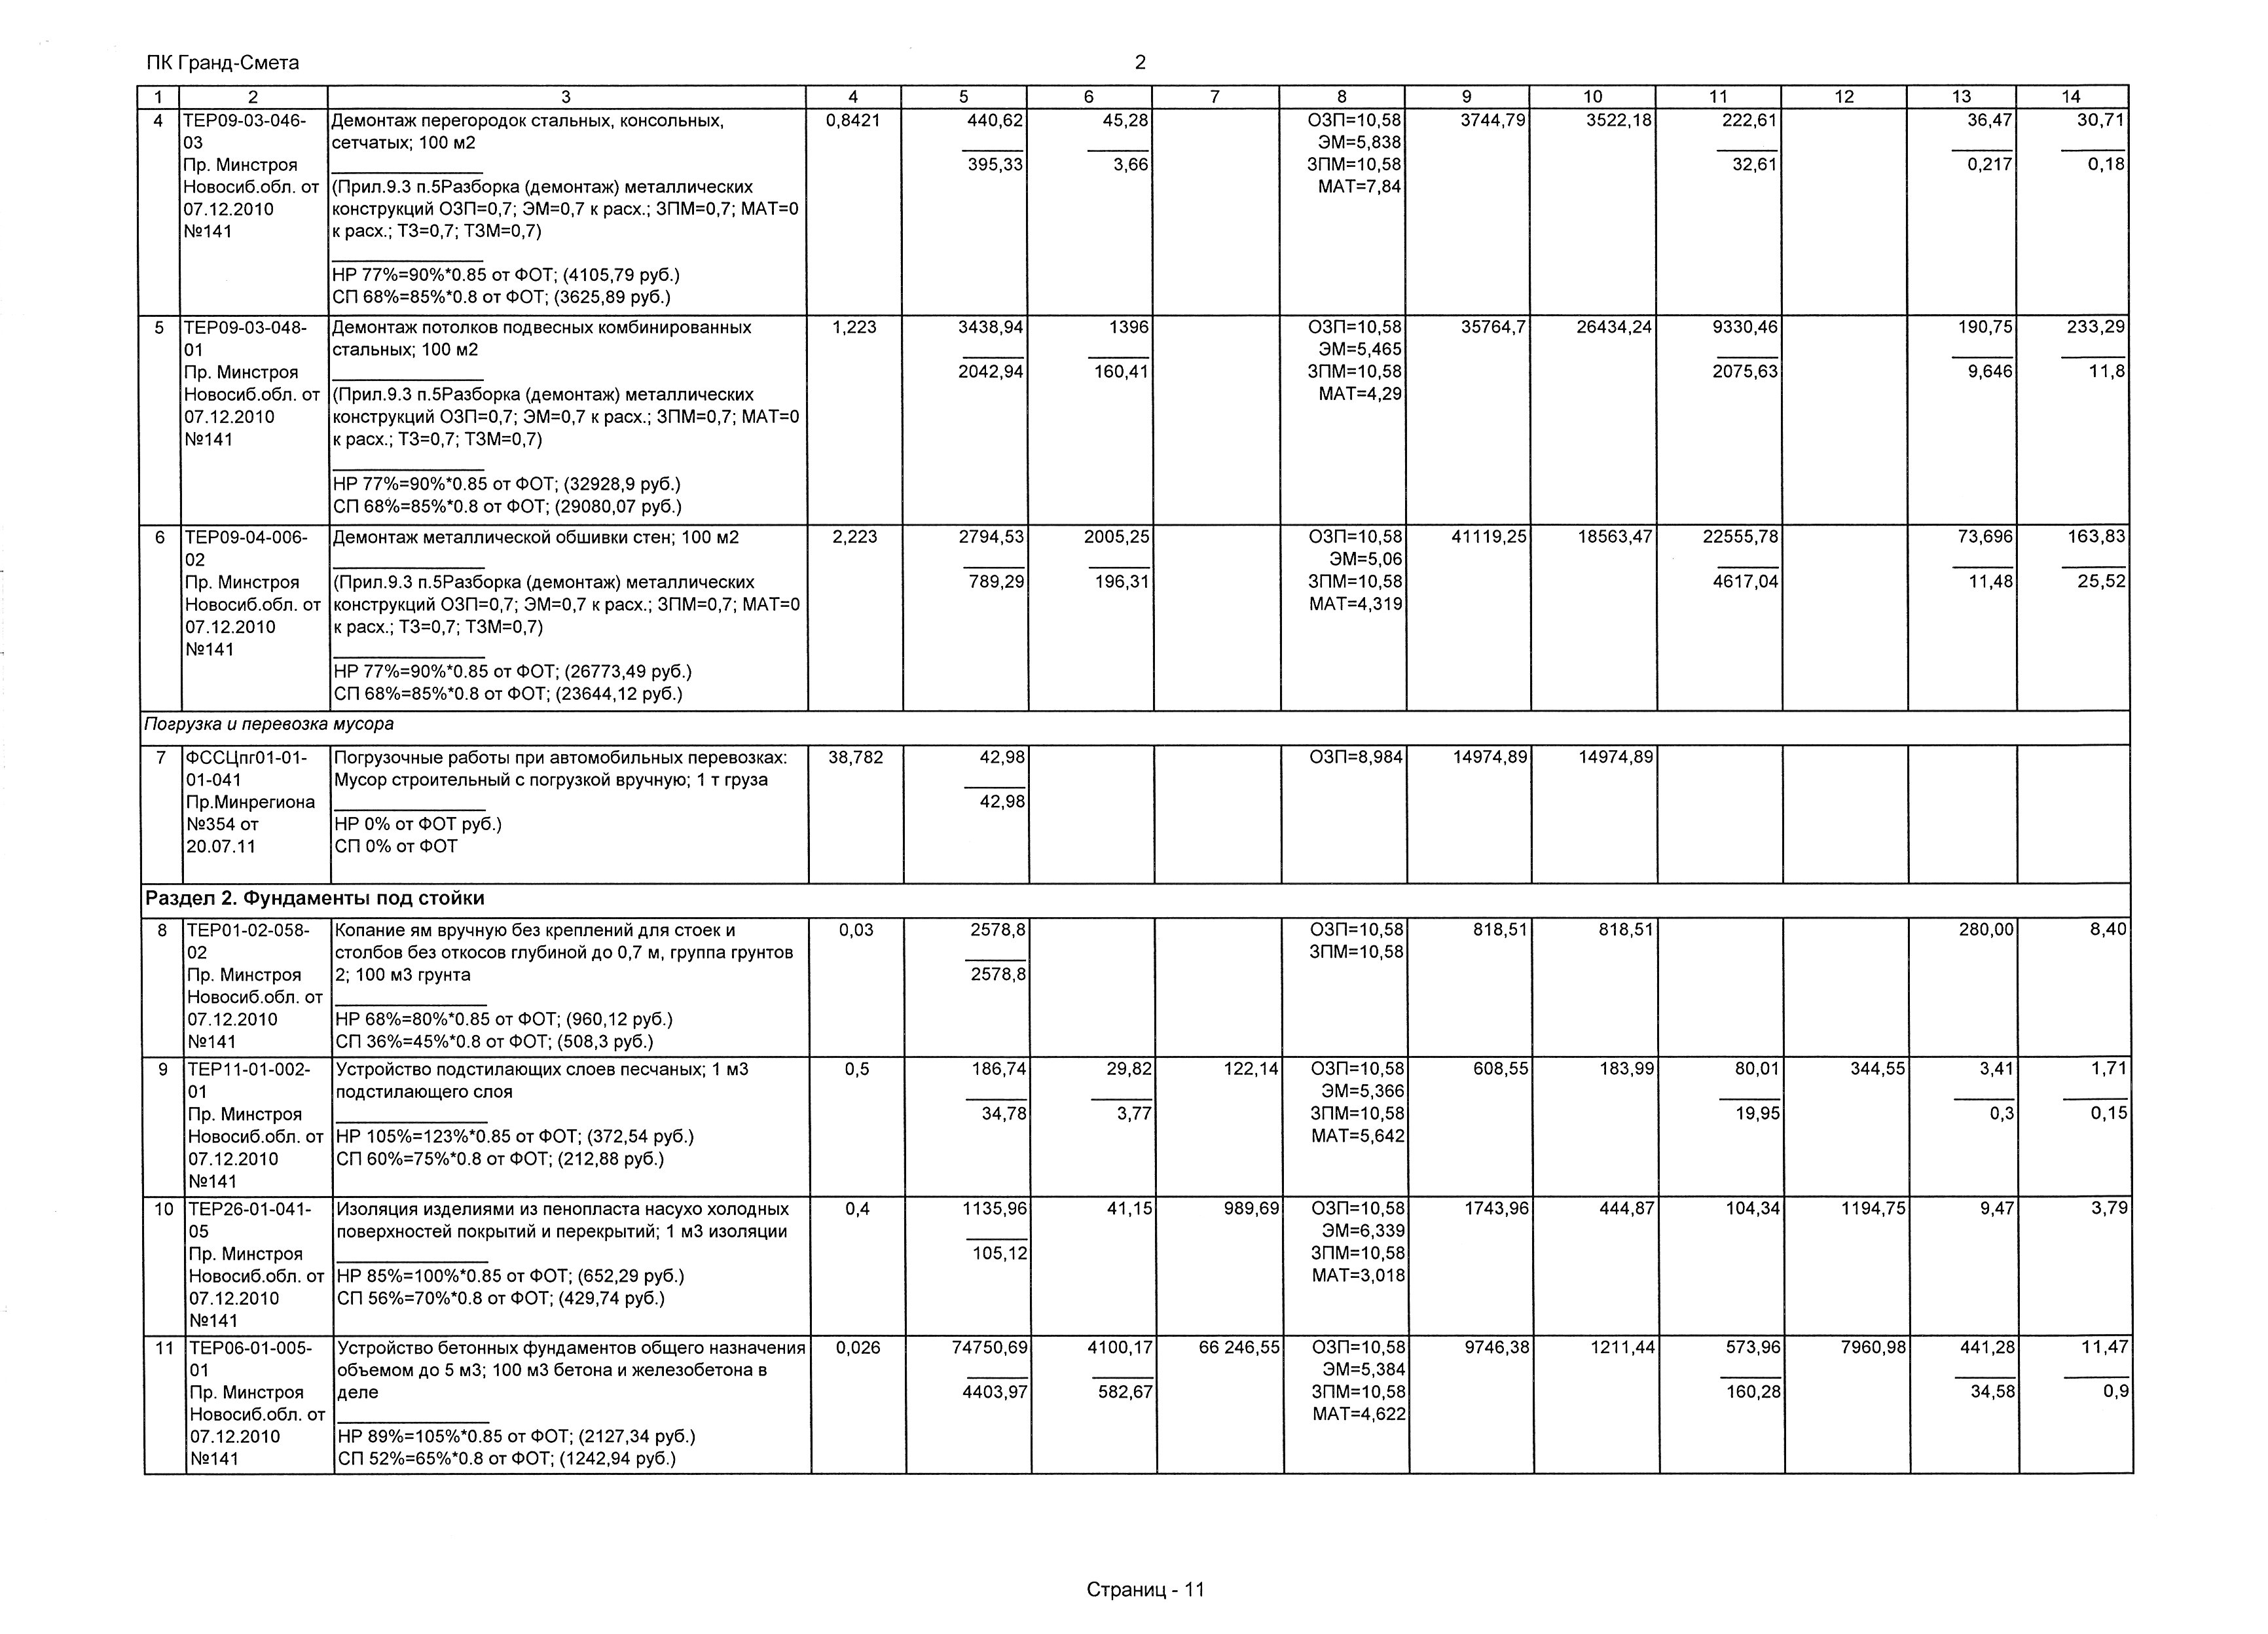 ПК Гранд-Смета
2
1 2 3 4 5 6 7 8 9 10 11 12 13 14
4 ТЕР09-03-046- Демонтаж перегородок стальных, консольных, 0,8421 440,62 45,28 ОЗП=10,58 3744,79 3522,18 222,61 36,47 30,71
03 сетчатых; 100 м2 ЭМ=5,838
Пр. Минстроя 395,33 3,66 ЗПМ=10,58 32,61 0,217 0,18
Новосиб.обл. от (Прил.9.3 п.5Разборка (демонтаж) металлических МАТ=7,84
07.12.2010 конструкций ОЗП=0,7; ЭМ=0,7 к расх.; ЗПМ=0,7; МАТ=0
№141 к расх.; ТЗ=0,7; ТЗМ=0,7)
НР 77%=90%*0.85 от ФОТ; (4105,79 руб.)
СП 68%=85%*0.8 от ФОТ; (3625,89 руб.)
5 ТЕР09-03-048- Демонтаж потолков подвесных комбинированных 1,223 3438,94 1396 ОЗП=10,58 35764,7 26434,24 9330,46 190,75 233,29
01 стальных; 100 м2 ЭМ=5,465
Пр. Минстроя 2042,94 160,41 ЗПМ=10,58 2075,63 9,646 11,8
Новосиб.обл. от (Прил.9.3 п.5Разборка (демонтаж) металлических МАТ=4,29
07.12.2010 конструкций ОЗП=0,7; ЭМ=0,7 к расх.; ЗПМ=0,7; МАТ=0
№141 к расх.; ТЗ=0,7; ТЗМ=0,7)
НР 77%=90%*0.85 от ФОТ; (32928,9 руб.)
СП 68%=85%*0.8 от ФОТ; (29080,07 руб.)
6 ТЕР09-04-006- Демонтаж металлической обшивки стен; 100 м2 2,223 2794,53 2005,25 ОЗП=10,58 41119,25 18563,47 22555,78 73,696 163,83
02 ЭМ=5,06
Пр. Минстроя (Прил.9.3 п.5Разборка (демонтаж) металлических 789,29 196,31 ЗПМ=10,58 4617,04 11,48 25,52
Новосиб.обл. от конструкций ОЗП=0,7; ЭМ=0,7 к расх.; ЗПМ=0,7; МАТ=0 МАТ=4,319
07.12.2010 к расх.; ТЗ=0,7; ТЗМ=0,7)
№141
НР 77%=90%*0.85 от ФОТ; (26773,49 руб.)
СП 68%=85%*0.8 от ФОТ; (23644,12 руб.)
Погрузка и перевозка мусора
7 ФССЦпг01-01- Погрузочные работы при автомобильных перевозках: 38,782 42,98 ОЗП=8,984 14974,89 14974,89
01-041 Мусор строительный с погрузкой вручную; 1 т груза
Пр.Минрегиона 42,98
№354 от НР 0% от ФОТ руб.)
20.07.11 СП 0% от ФОТ
Раздел 2. Фундаменты под стойки
8 ТЕР01-02-058- Копание ям вручную без креплений для стоек и 0,03 2578,8 ОЗП=10,58 818,51 818,51 280,00 8,40
02 столбов без откосов глубиной до 0,7 м, группа грунтов ЗПМ=10,58
Пр. Минстроя 2; 100 м3 грунта 2578,8
Новосиб.обл. от
07.12.2010 НР 68%=80%*0.85 от ФОТ; (960,12 руб.)
№141 СП 36%=45%*0.8 от ФОТ; (508,3 руб.)
9 ТЕР11-01-002- Устройство подстилающих слоев песчаных; 1 м3 0,5 186,74 29,82 122,14 ОЗП=10,58 608,55 183,99 80,01 344,55 3,41 1,71
01 подстилающего слоя ЭМ=5,366
Пр. Минстроя 34,78 3,77 ЗПМ=10,58 19,95 0,3 0,15
Новосиб.обл. от НР 105%=123%*0.85 от ФОТ; (372,54 руб.) МАТ=5,642
07.12.2010 СП 60%=75%*0.8 от ФОТ; (212,88 руб.)
№141
10 ТЕР26-01-041- Изоляция изделиями из пенопласта насухо холодных 0,4 1135,96 41,15 989,69 ОЗП=10,58 1743,96 444,87 104,34 1194,75 9,47 3,79
05 поверхностей покрытий и перекрытий; 1 м3 изоляции ЭМ=6,339
Пр. Минстроя 105,12 ЗПМ=10,58
Новосиб.обл. от НР 85%=100%*0.85 от ФОТ; (652,29 руб.) МАТ=3,018
07.12.2010 СП 56%=70%*0.8 от ФОТ; (429,74 руб.)
№141
11 ТЕР06-01-005- Устройство бетонных фундаментов общего назначения 0,026 74750,69 4100,17 66 246,55 ОЗП=10,58 9746,38 1211,44 573,96 7960,98 441,28 11,47
01 объемом до 5 м3; 100 м3 бетона и железобетона в ЭМ=5,384
Пр. Минстроя деле 4403,97 582,67 ЗПМ=10,58 160,28 34,58 0,9
Новосиб.обл. от МАТ=4,622
07.12.2010 НР 89%=105%*0.85 от ФОТ; (2127,34 руб.)
№141 СП 52%=65%*0.8 от ФОТ; (1242,94 руб.)
Страниц - 11